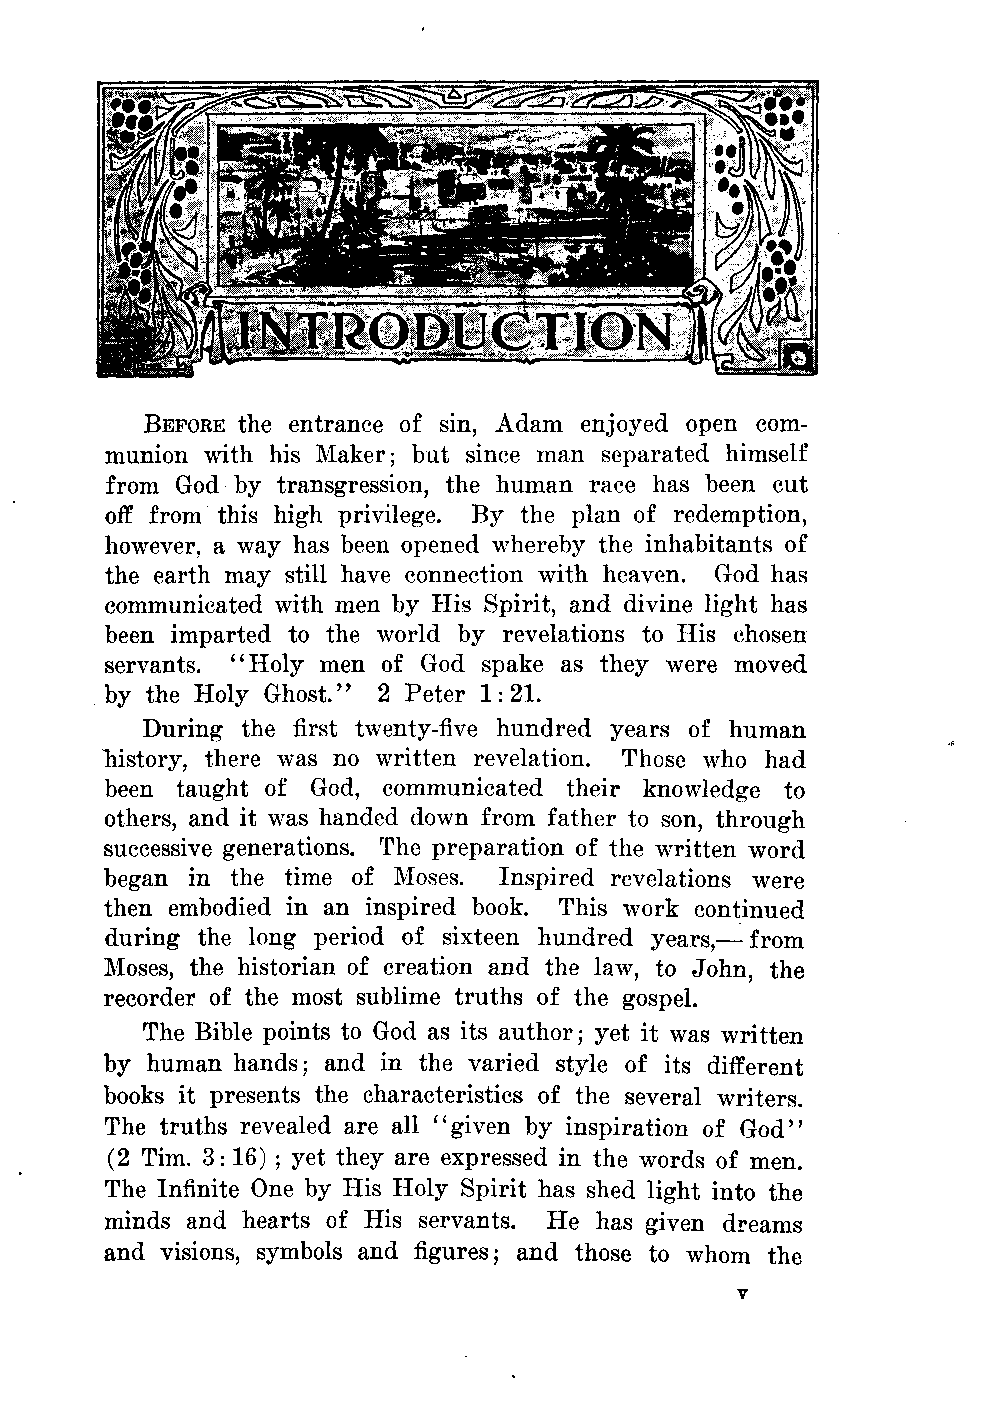 INTRODUCTION
BEFORE the entrance of sin, Adam enjoyed open com-
munion with his Maker; but since man separated himself
from God by transgression, the human race has been cut
off from this high privilege. By the plan of redemption,
however, a way has been opened whereby the inhabitants of
the earth may still have connection with heaven. God has
communicated with men by His Spirit, and divine light has
been imparted to the world by revelations to His chosen
servants. "Holy men of God spake as they were moved
by the Holy Ghost." 2 Peter 1:21.
During the first twenty-five hundred years of human
history, there was no written revelation. Those who had
been taught of God, communicated their knowledge to
others, and it was handed down from father to son, through
successive generations. The preparation of the written word
began in the time of Moses. Inspired revelations were
then embodied in an inspired book. This work continued
during the long period of sixteen hundred years,—from
Moses, the historian of creation and the law, to John, the
recorder of the most sublime truths of the gospel.
The Bible points to God as its author; yet it was written
by human hands; and in the varied style of its different
books it presents the characteristics of the several writers.
The truths revealed are all "given by inspiration of God"
(2 Tim. 3:16); yet they are expressed in the words of men.
The Infinite One by His Holy Spirit has shed light into the
minds and hearts of His servants. He has given dreams
and visions, symbols and figures; and those to whom the
v